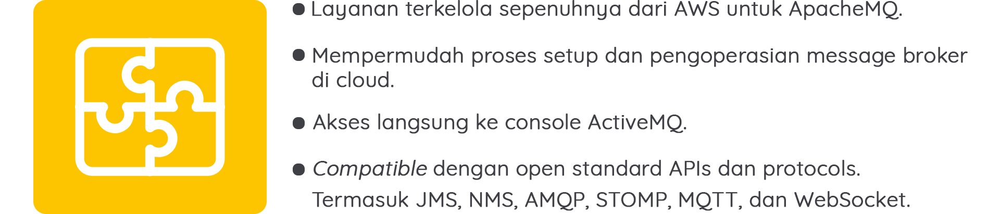 ● Layanan terkelola sepenuhnya dari AWS untuk ApacheMQ.
● Mempermudah proses setup dan pengoperasian message broker
di cloud.
● Akses langsung ke console ActiveMQ.
● Compatible dengan open standard APIs dan protocols.
Termasuk JMS, NMS, AMQP, STOMP, MQTT, dan WebSocket.